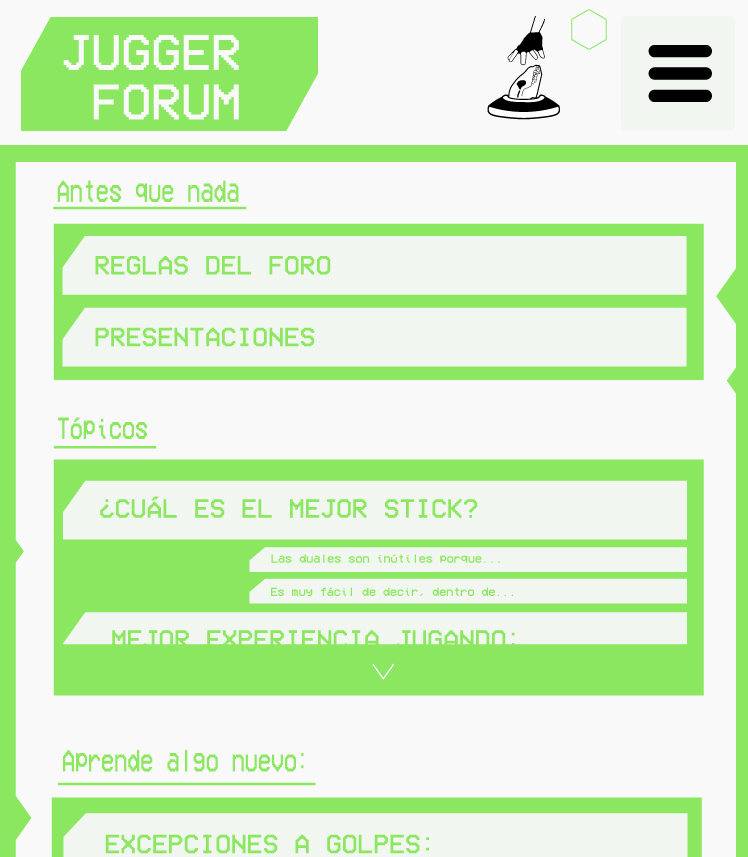 JUGGER
FORUM
Antes que nada
REGLAS DEL FORO
PRESENTACIONES
Tópicos
¿CUÁL ES EL MEJOR STICK?
Las duales son inútiles porque...
Es muy fácil de decir, dentro de...
MEJOR EXPERIENCIA JUGANDO:
Aprende algo nuevo:
EXCEPCIONES A GOLPES: